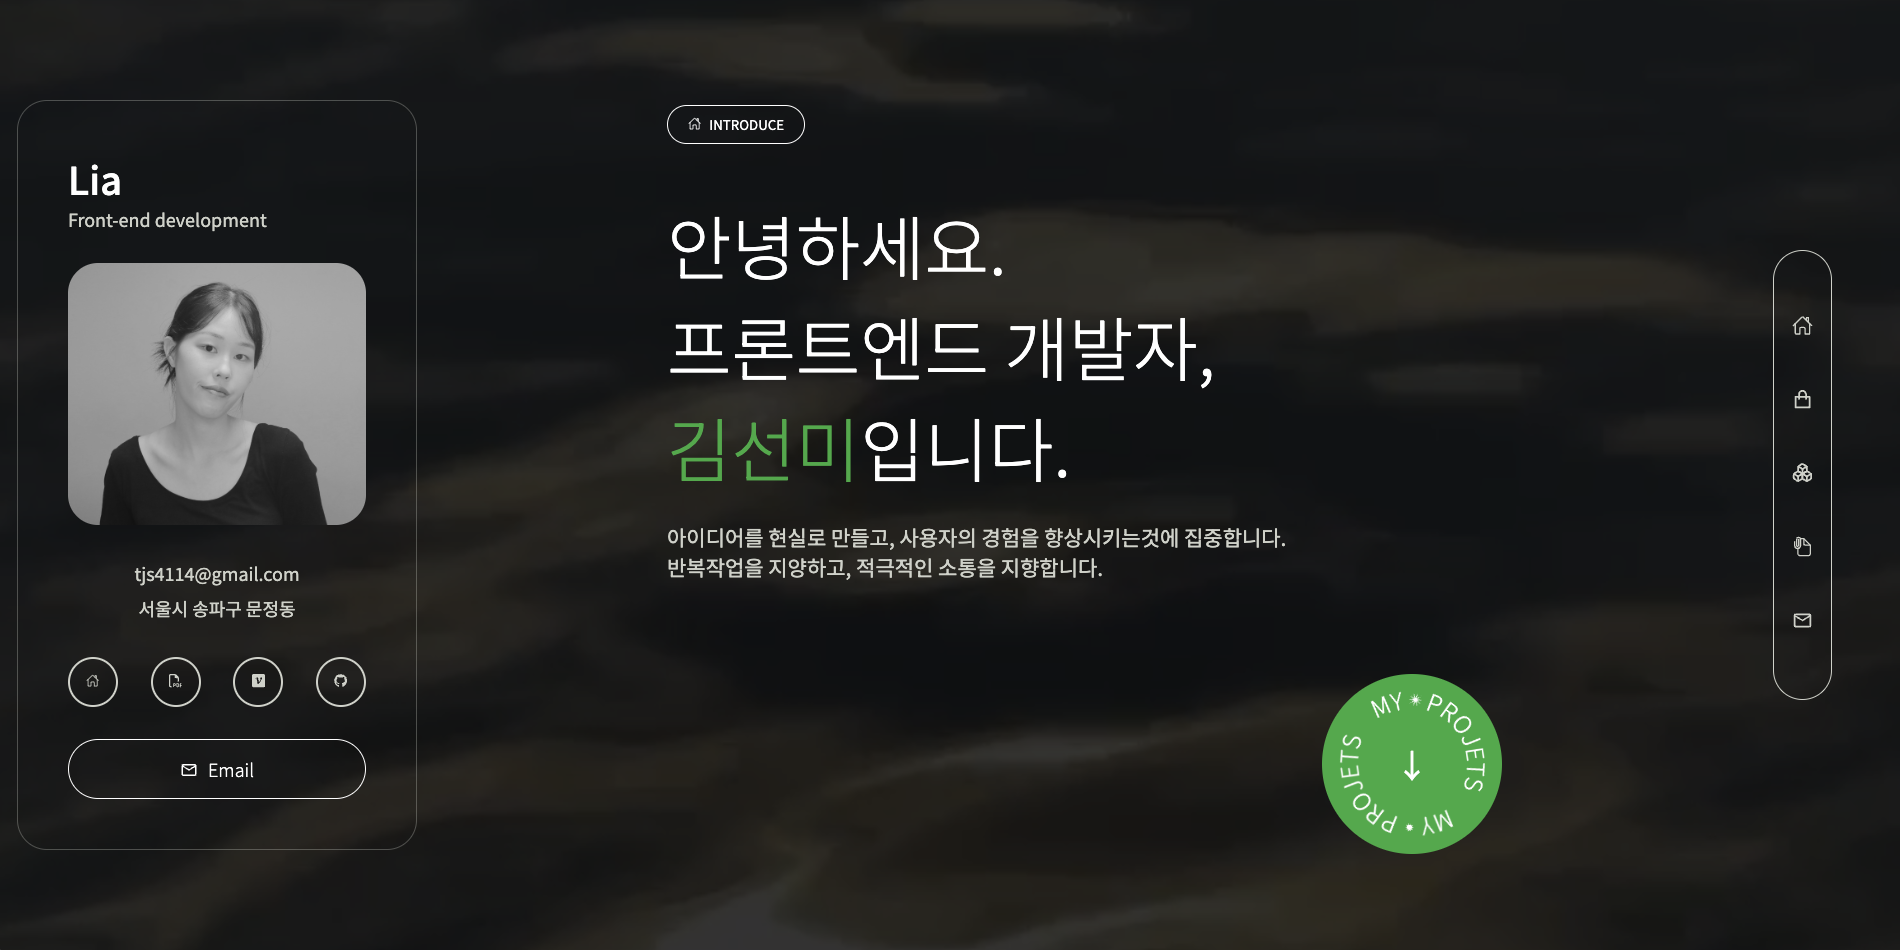 Lia
Front-end development
tjs4114@gmail.com
서울시 송파구 문정동
PDF
Email
INTRODUCE
안녕하세요.
프론트엔드 개발자,
김선미입니다.
아이디어를 현실로 만들고, 사용자의 경험을 향상시키는것에 집중합니다.
반복작업을 지양하고, 적극적인 소통을 지향합니다.
MY * PROJETS
MY * PROJETS